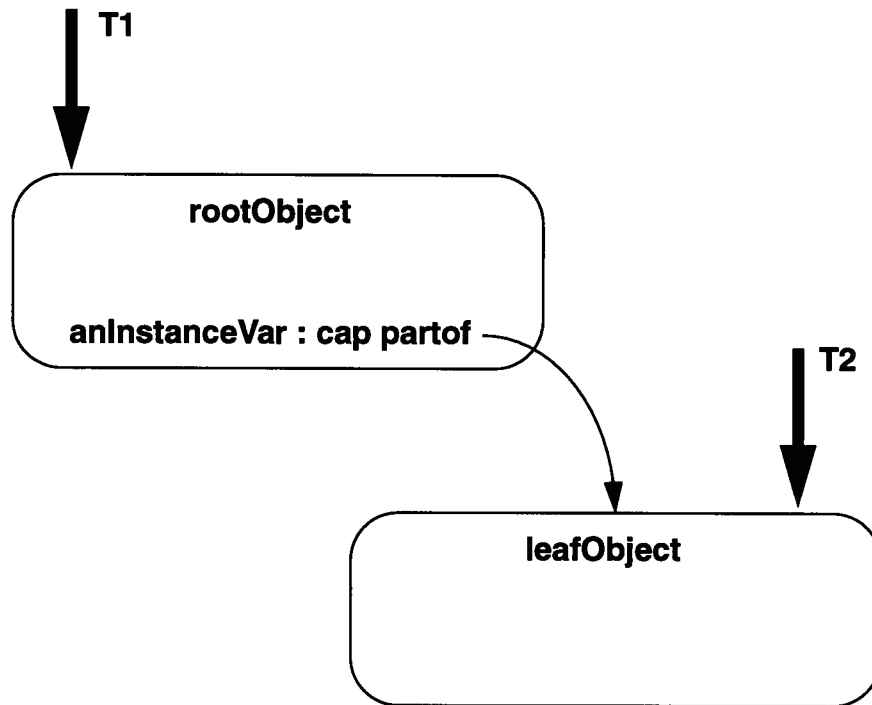 T1
rootObject
anInstanceVar : cap partof
T2
leafObject